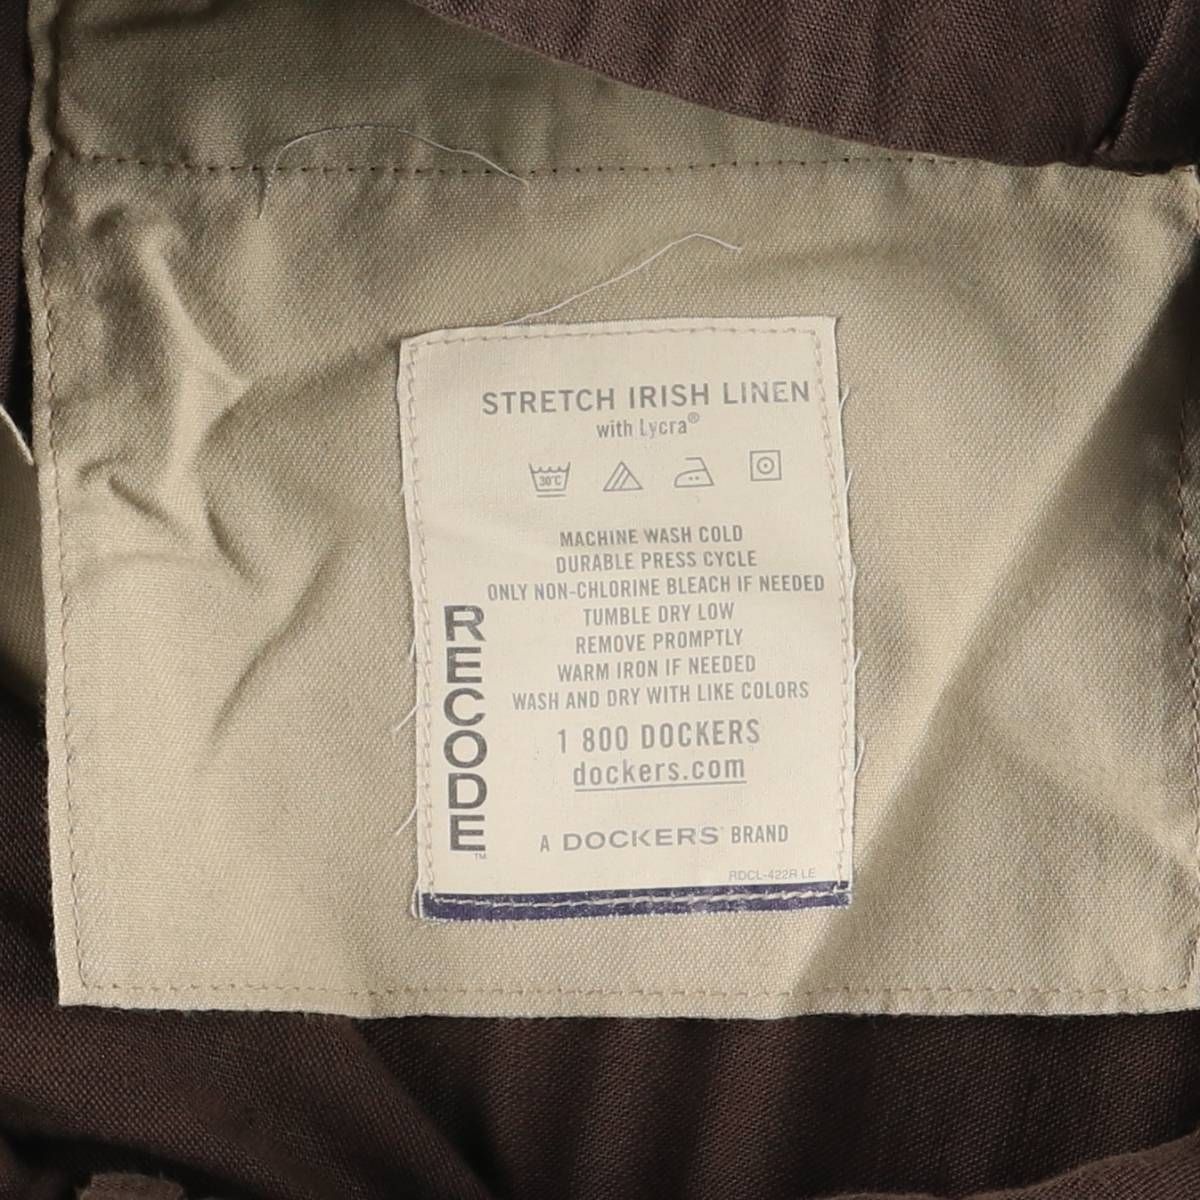 STRETCH IRISH LINEN
with Lycra®
30°C
MACHINE WASH COLD
DURABLE PRESS CYCLE
ONLY NON-CHLORINE BLEACH IF NEEDED
TUMBLE DRY LOW
REMOVE PROMPTLY
WARM IRON IF NEEDED
WASH AND DRY WITH LIKE COLORS
1 800 DOCKERS
dockers.com
RECODE™
A DOCKERS® BRAND
RDCL-422R LE